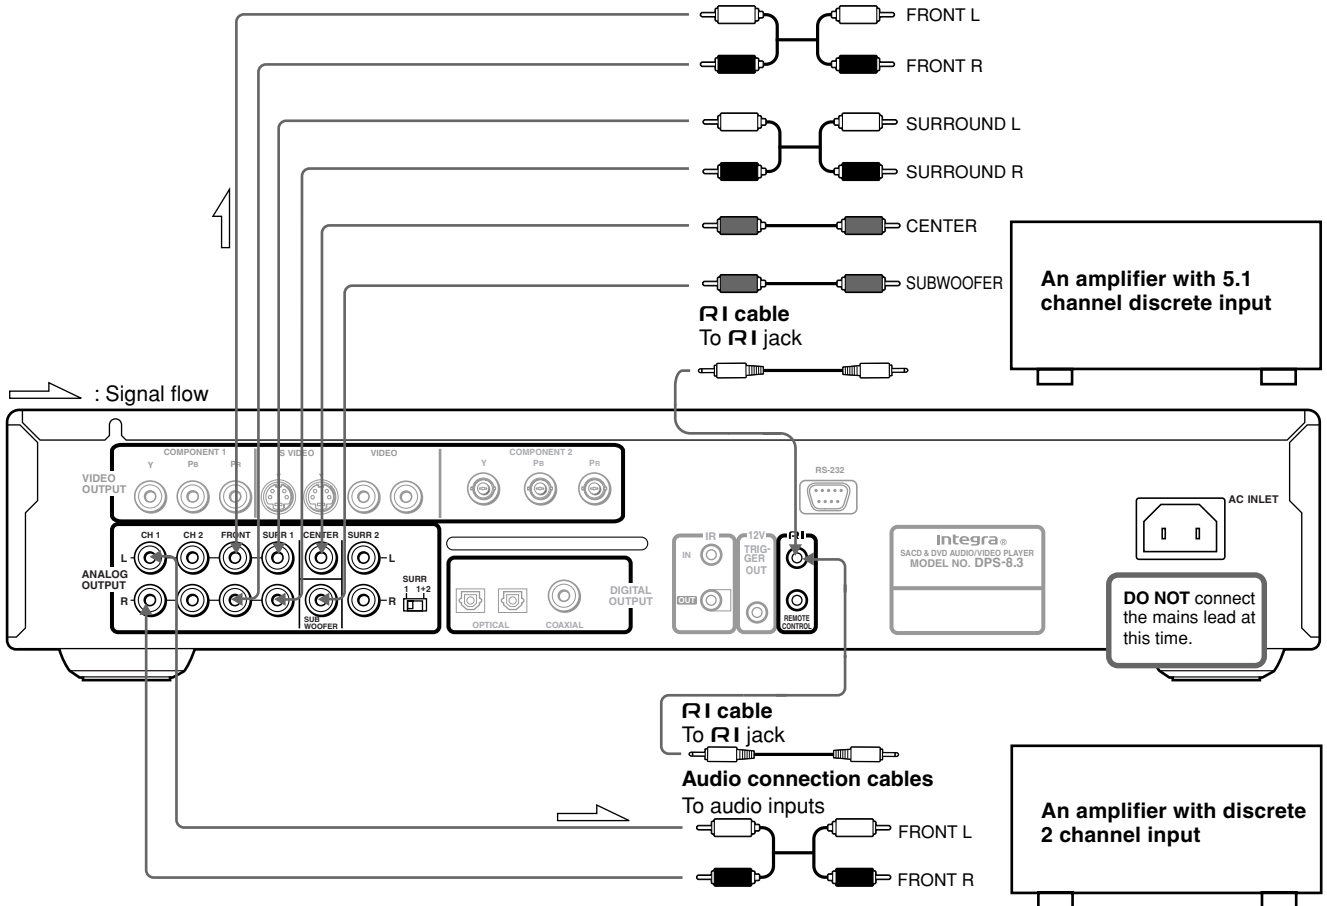 FRONT L
FRONT R
SURROUND L
SURROUND R
CENTER
SUBWOOFER
RI cable
To RI jack
An amplifier with 5.1
channel discrete input
: Signal flow
COMPONENT 1
S VIDEO
VIDEO
COMPONENT 2
Y
PB
PR
Y
Y
Y
PB
PR
VIDEO
OUTPUT
RS-232
AC INLET
CH 1
CH 2
FRONT
SURR 1
CENTER
SURR 2
L
L
ANALOG
OUTPUT
R
R
SURR
1 1+2
SUB
WOOFER
OPTICAL
COAXIAL
DIGITAL
OUTPUT
IR
IN
OUT
12V
TRIG-
GER
OUT
RI
REMOTE
CONTROL
Integra®
SACD & DVD AUDIO/VIDEO PLAYER
MODEL NO. DPS-8.3
DO NOT connect
the mains lead at
this time.
RI cable
To RI jack
Audio connection cables
To audio inputs
FRONT L
FRONT R
An amplifier with discrete
2 channel input